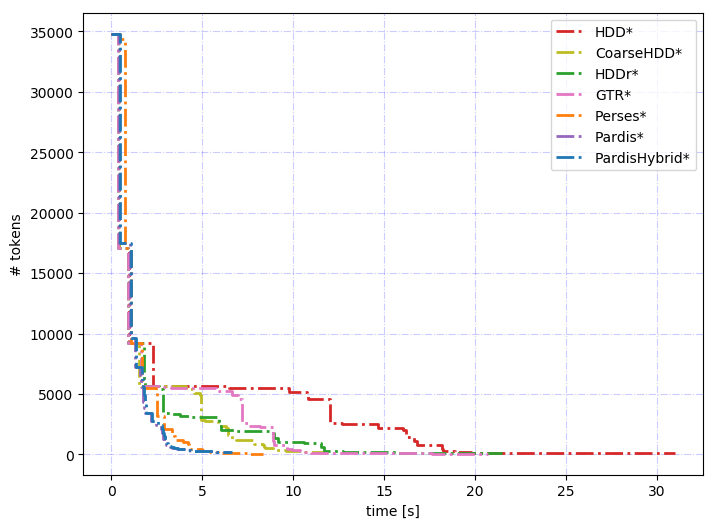 35000
30000
25000
20000
15000
10000
5000
0
# tokens
HDD*
CoarseHDD*
HDDr*
GTR*
Perses*
Pardis*
PardisHybrid*
0 5 10 15 20 25 30
time [s]